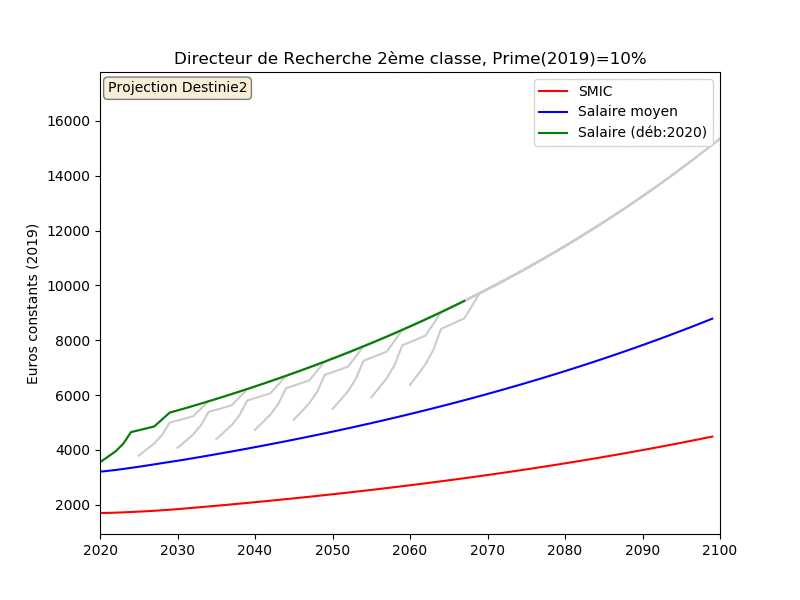 Directeur de Recherche 2ème classe, Prime(2019)=10%
Projection Destinie2
SMIC
Salaire moyen
Salaire (déb:2020)
Euros constants (2019)
16000
14000
12000
10000
8000
6000
4000
2000
2020 2030 2040 2050 2060 2070 2080 2090 2100